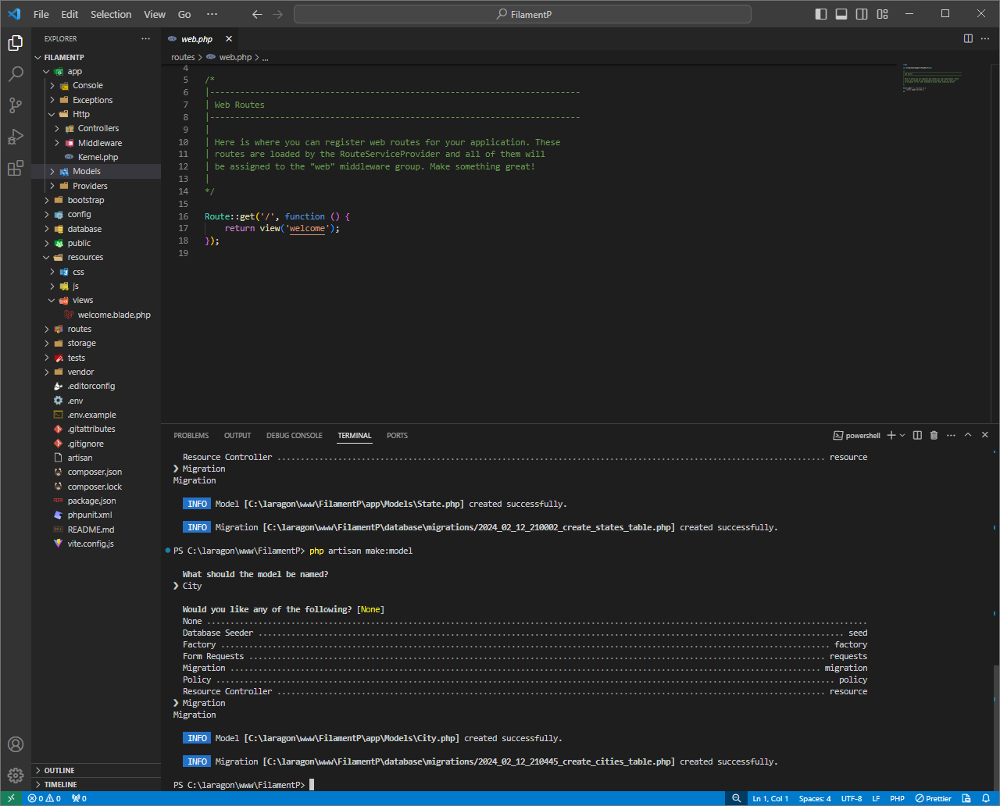 File Edit Selection View Go ··· FilamentP
EXPLORER
FILAMENTP
app
Console
Exceptions
Http
Controllers
Middleware
Kernel.php
Models
Providers
bootstrap
config
database
public
resources
css
js
views
welcome.blade.php
routes
storage
tests
vendor
.editorconfig
.env
.env.example
.gitattributes
.gitignore
artisan
composer.json
composer.lock
package.json
phpunit.xml
README.md
vite.config.js
OUTLINE
TIMELINE
web.php
routes > web.php > ...
4
5 /*
6 |--------------------------------------------------------------------------
7 | Web Routes
8 |--------------------------------------------------------------------------
9 |
10 | Here is where you can register web routes for your application. These
11 | routes are loaded by the RouteServiceProvider and all of them will
12 | be assigned to the "web" middleware group. Make something great!
13 |
14 */
15
16 Route::get('/', function () {
17     return view('welcome');
18 });
19
PROBLEMS OUTPUT DEBUG CONSOLE TERMINAL PORTS powershell
Resource Controller ........ resource
❯ Migration
Migration
INFO Model [C:\laragon\www\FilamentP\app\Models\State.php] created successfully.
INFO Migration [C:\laragon\www\FilamentP\database\migrations/2024_02_12_210002_create_states_table.php] created successfully.
PS C:\laragon\www\FilamentP> php artisan make:model
What should the model be named?
❯ City
Would you like any of the following? [None]
None ........
Database Seeder ........ seed
Factory ........ factory
Form Requests ........ requests
Migration ........ migration
Policy ........ policy
Resource Controller ........ resource
❯ Migration
Migration
INFO Model [C:\laragon\www\FilamentP\app\Models\City.php] created successfully.
INFO Migration [C:\laragon\www\FilamentP\database\migrations/2024_02_12_210445_create_cities_table.php] created successfully.
PS C:\laragon\www\FilamentP>
0 0 0 Ln 1, Col 1 Spaces: 4 UTF-8 LF PHP Prettier